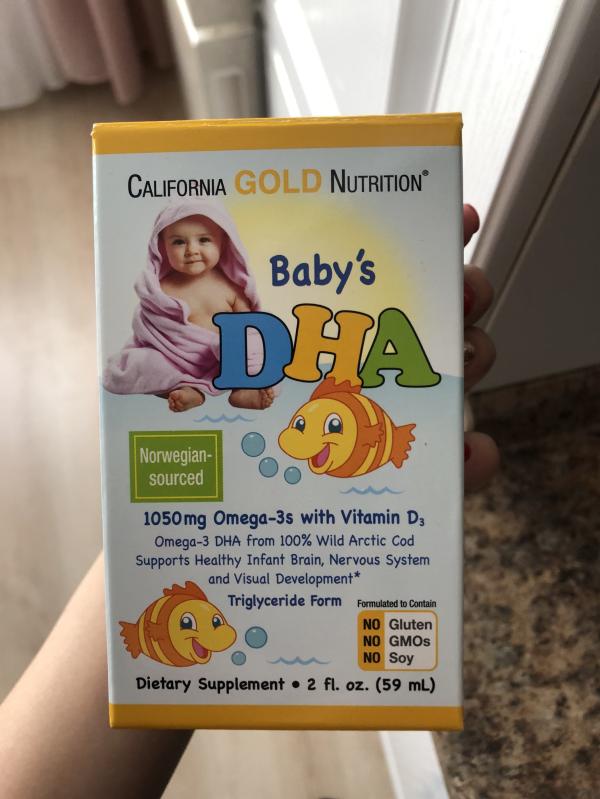 CALIFORNIA GOLD NUTRITION®
Baby's
DHA
Norwegian-
sourced
1050mg Omega-3s with Vitamin D₃
Omega-3 DHA from 100% Wild Arctic Cod
Supports Healthy Infant Brain, Nervous System
and Visual Development*
Triglyceride Form
Formulated to Contain
NO Gluten
NO GMOs
NO Soy
Dietary Supplement • 2 fl. oz. (59 mL)